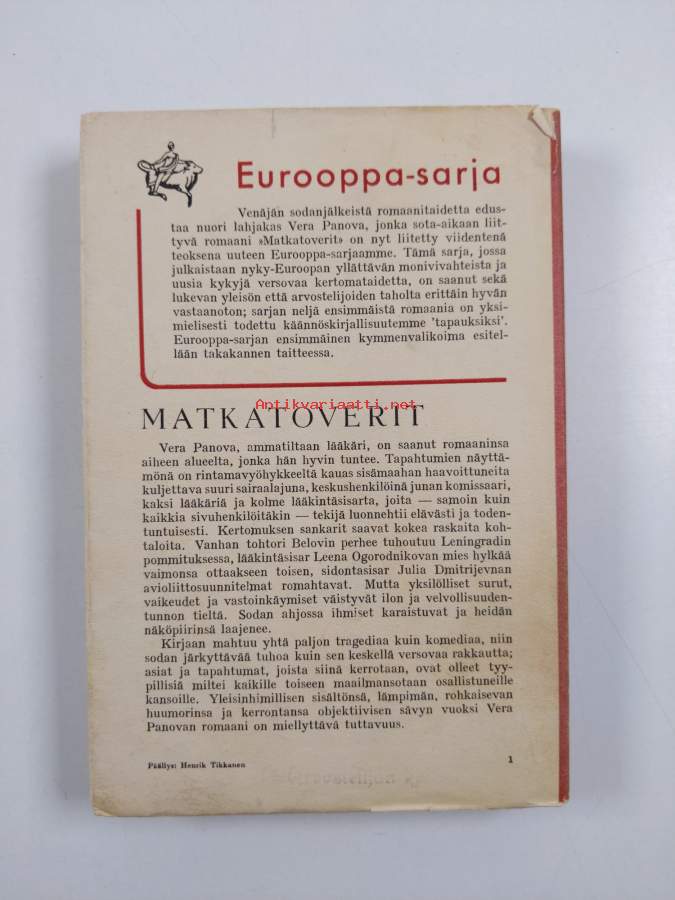 Eurooppa-sarja
Venäjän sodanjälkeistä romaanitaidetta edus-
taa nuori lahjakas Vera Panova, jonka sota-aikaan liit-
tyvä romaani »Matkatoverit» on nyt liitetty viidentenä
teoksena uuteen Eurooppa-sarjaamme. Tämä sarja, jossa
julkaistaan nyky-Euroopan yllättävän monivivahteista ja
uusia kykyjä versovaa kertomataidetta, on saanut sekä
lukevan yleisön että arvostelijoiden taholta erittäin hyvän
vastaanoton; sarjan neljä ensimmäistä romaania on yksi-
mielisesti todettu käännöskirjallisuutemme 'tapauksiksi'.
Eurooppa-sarjan ensimmäinen kymmenvalikoima esitel-
lään takakannen taitteessa.
Antikvariaatti.net
MATKATOVERIT
Vera Panova, ammatiltaan lääkäri, on saanut romaaninsa
aiheen alueelta, jonka hän hyvin tuntee. Tapahtumien näyttä-
mönä on rintamavyöhykkeeltä kauas sisämaahan haavoittuneita
kuljettava suuri sairaalajuna, keskushenkilöinä junan komissaari,
kaksi lääkäriä ja kolme lääkintäsisarta, joita — samoin kuin
kaikkia sivuhenkilöitäkin — tekijä luonnehtii elävästi ja toden-
tuntuisesti. Kertomuksen sankarit saavat kokea raskaita koh-
taloita. Vanhan tohtori Belovin perhe tuhoutuu Leningradin
pommituksessa, lääkintäsisar Leena Ogorodnikovan mies hylkää
vaimonsa ottaakseen toisen, sidontasisar Julia Dmitrijevnan
avioliittosuunnitelmat romahtavat. Mutta yksilölliset surut,
vaikeudet ja vastoinkäymiset väistyvät ilon ja velvollisuuden-
tunnon tieltä. Sodan ahjossa ihmiset karaistuvat ja heidän
näköpiirinsä laajenee.
Kirjaan mahtuu yhtä paljon tragediaa kuin komediaa, niin
sodan järkyttävää tuhoa kuin sen keskellä versovaa rakkautta;
asiat ja tapahtumat, joista siinä kerrotaan, ovat olleet tyy-
pillisiä miltei kaikille toiseen maailmansotaan osallistuneille
kansoille. Yleisinhimillisen sisältönsä, lämpimän, rohkaisevan
huumorinsa ja kerrontansa objektiivisen sävyn vuoksi Vera
Panovan romaani on miellyttävä tuttavuus.
Päällys: Henrik Tikkanen 1